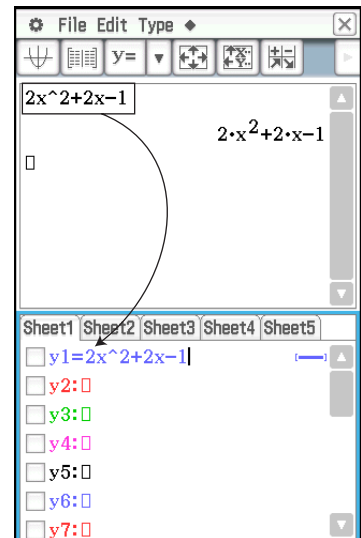 File Edit Type ◆
y=
2x^2+2x−1
2·x²+2·x−1
Sheet1 Sheet2 Sheet3 Sheet4 Sheet5
y1=2x^2+2x−1
y2:▯
y3:▯
y4:▯
y5:▯
y6:▯
y7:▯